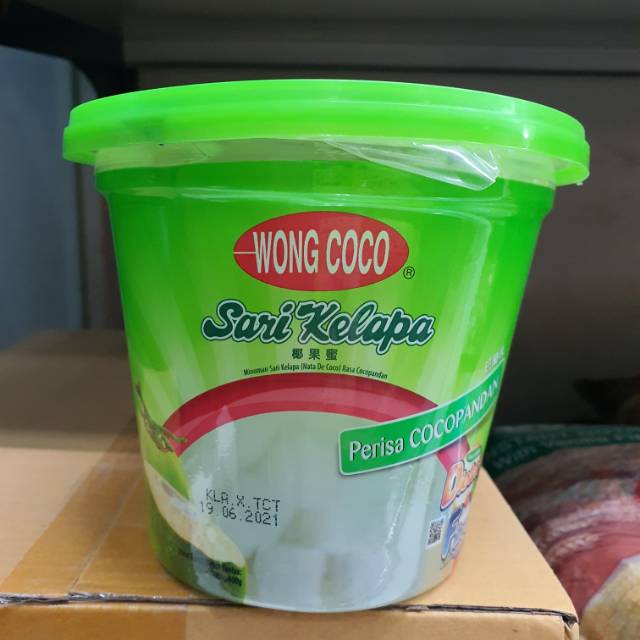 WONG COCO
®
Sari Kelapa
椰果蜜
Minuman Sari Kelapa (Nata De Coco) Rasa Cocopandan
Perisa COCOPANDAN
KLA.X.TCT
19 06.2021